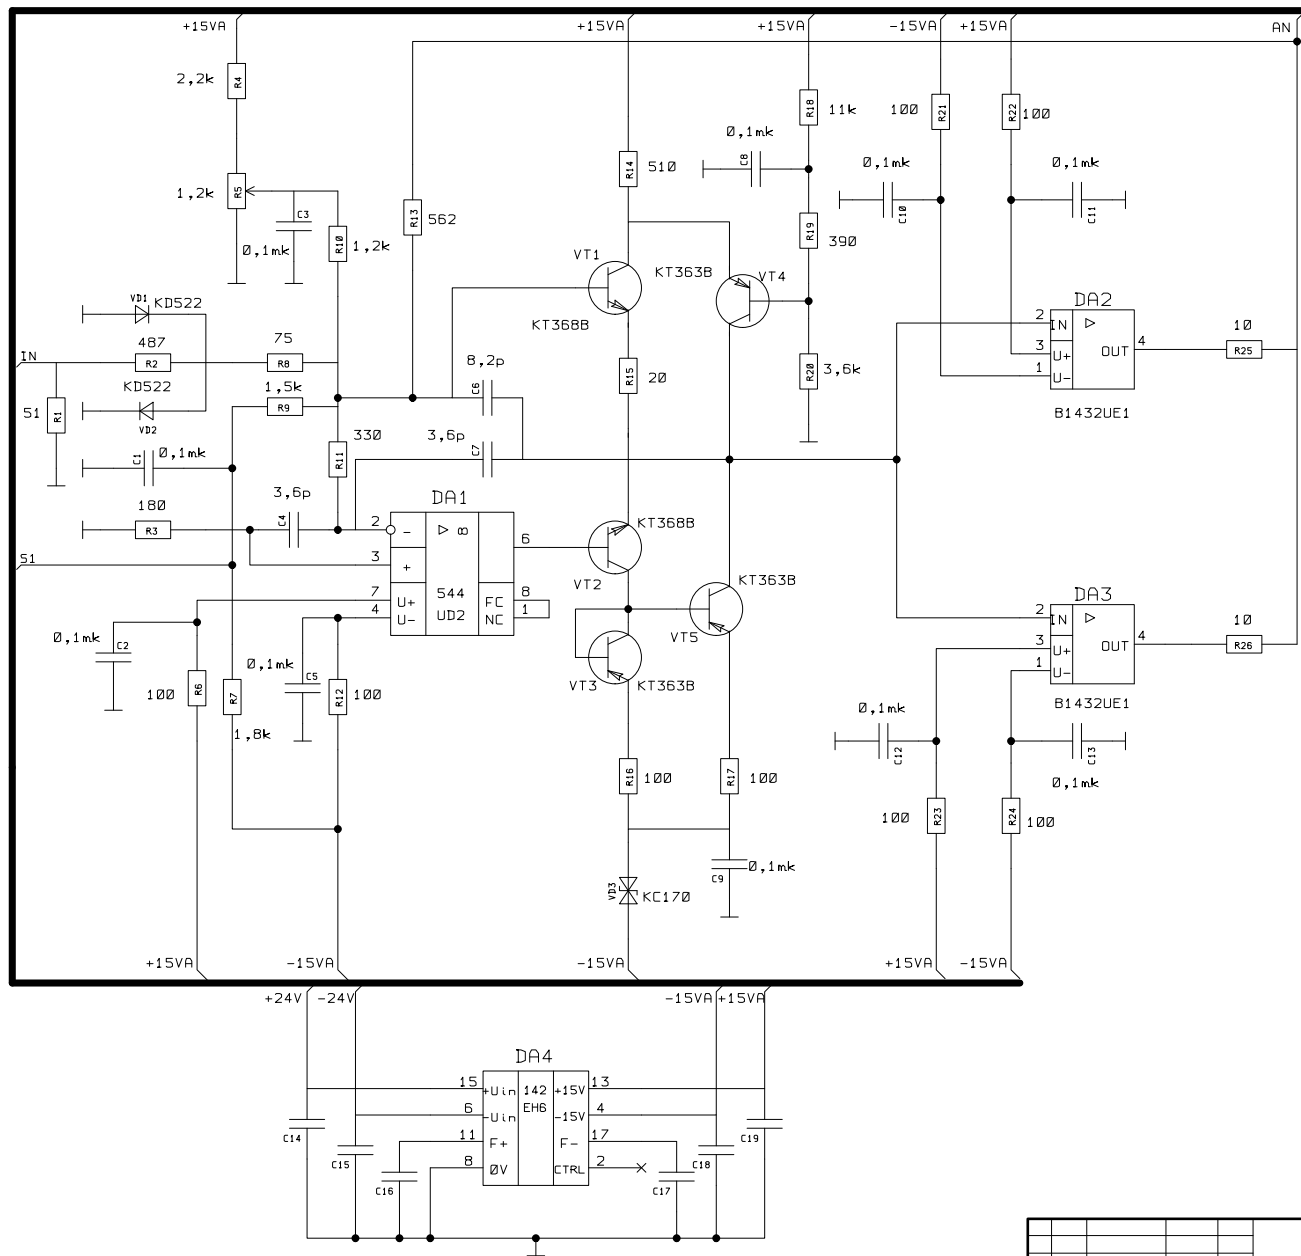 +15VA +15VA +15VA -15VA +15VA AN
2,2k R4
R18 11k
100 R21 R22 100
0,1mk C8
R14 510
0,1mk C10
0,1mk C11
1,2k R5
C3 0,1mk
R10 1,2k
R13 562
R19 390
VT1 KT368B
KT363B VT4
VD1 KD522
DA2
2 IN
3 U+
1 U-
OUT 4
B1432UE1
10 R25
IN
487 R2
75 R8
KD522 VD2
1,5k R9
8,2p C6
R15 20
R20 3,6k
51 R1
C1 0,1mk
330 R11
3,6p C7
180 R3
3,6p C4
DA1
2 -
3 +
7 U+
4 U-
8
544
UD2
6
FC 8
NC 1
KT368B VT2
S1
KT363B VT5
VT3 KT363B
DA3
2 IN
3 U+
1 U-
OUT 4
B1432UE1
10 R26
0,1mk C2
0,1mk C5
100 R6
R7 1,8k
R12 100
R16 100
R17 100
0,1mk C12
C13 0,1mk
100 R23
R24 100
C9 0,1mk
VD3 KC170
+15VA -15VA -15VA +15VA -15VA
+24V -24V -15VA +15VA
DA4
15 +Uin 142 +15V 13
6 -Uin EH6 -15V 4
11 F+ F- 17
8 0V CTRL 2
C14 C15 C16 C17 C18 C19